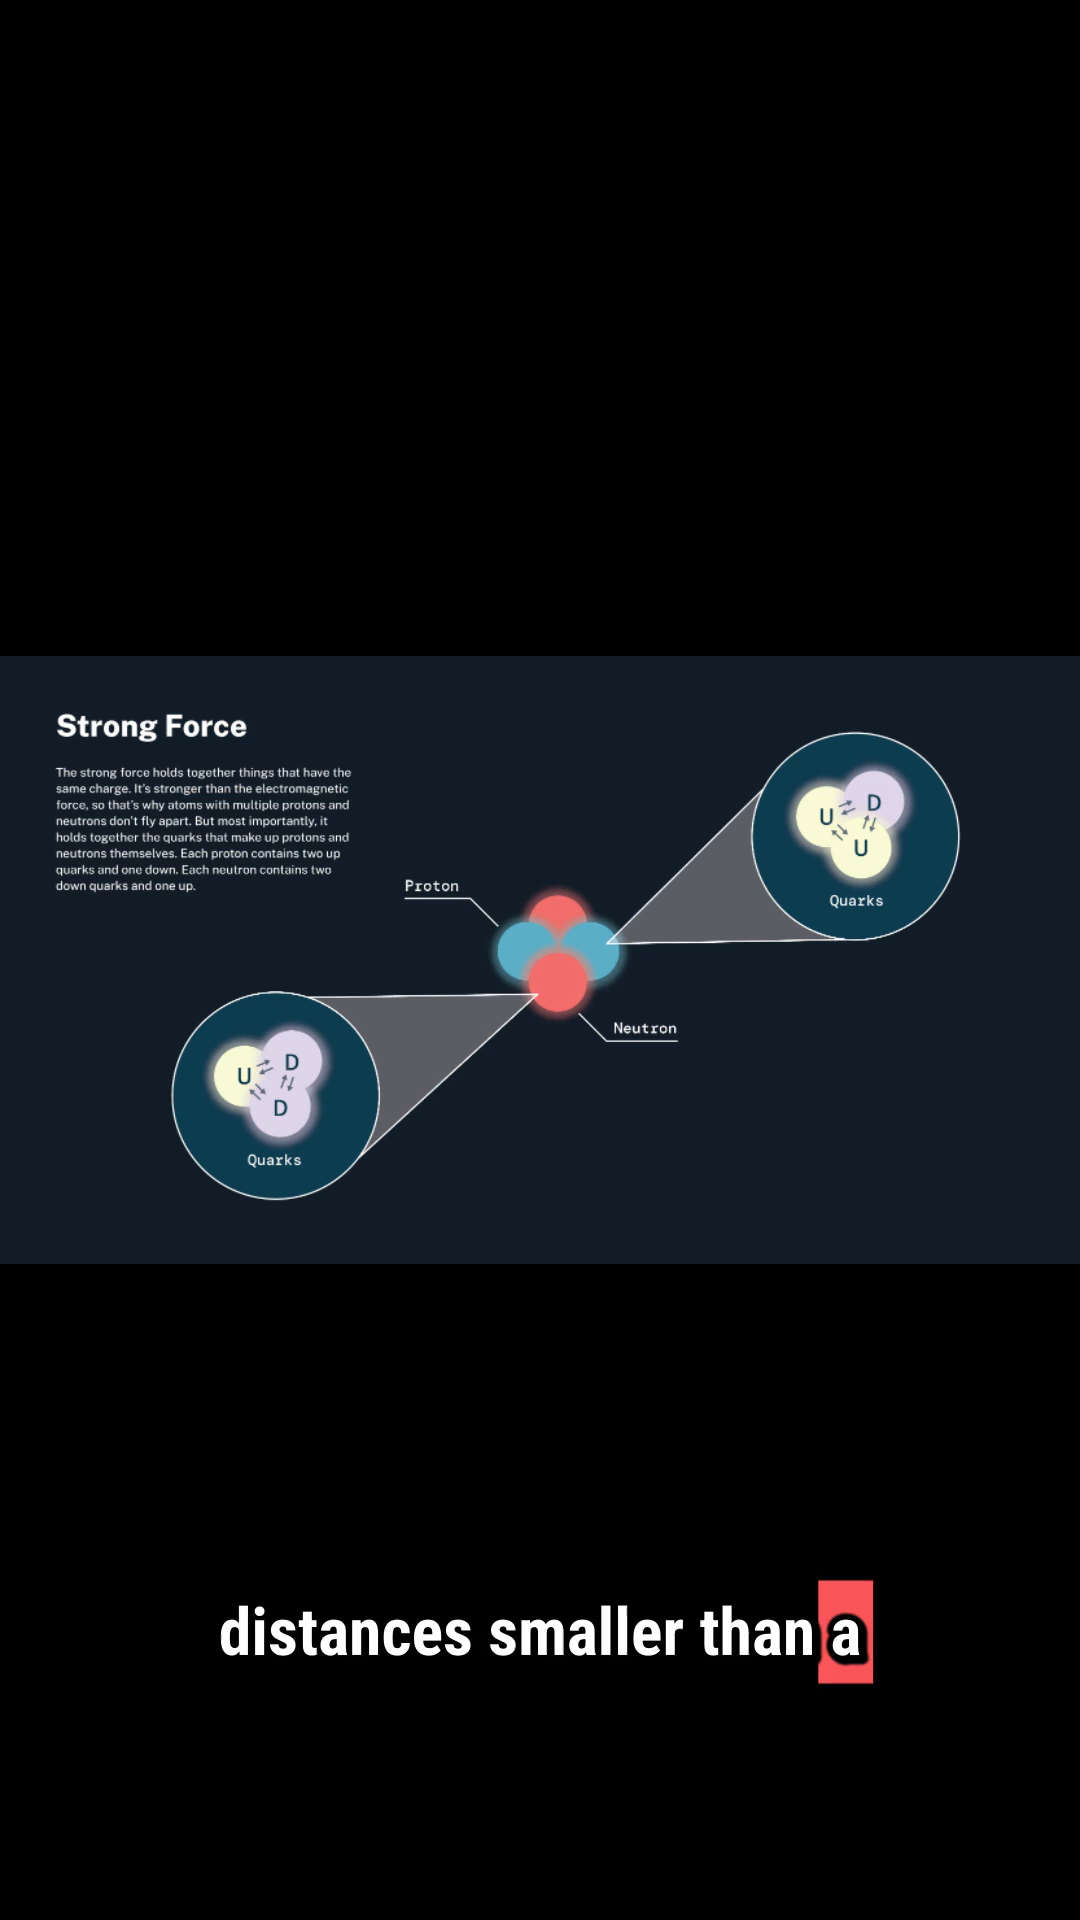 Strong Force
The strong force holds together things that have the
same charge. It's stronger than the electromagnetic
force, so that's why atoms with multiple protons and
neutrons don't fly apart. But most importantly, it
holds together the quarks that make up protons and
neutrons themselves. Each proton contains two up
quarks and one down. Each neutron contains two
down quarks and one up.
U
D
U
Quarks
Proton
Neutron
U
D
D
Quarks
distances smaller than a